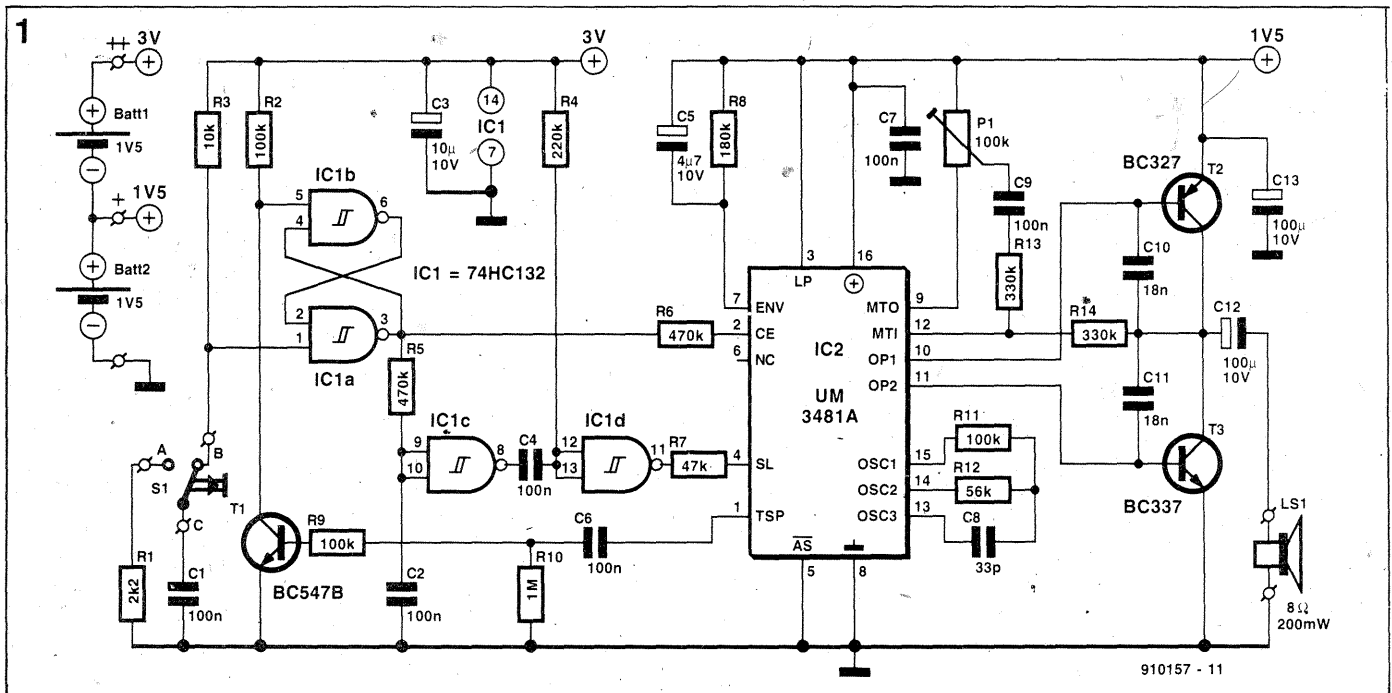 1
++ 3V
Batt1
1V5
+ 1V5
Batt2
1V5
R3
10k
R2
100k
C3
10µ
10V
14
IC1
7
3V
R4
220k
IC1b
5
4
6
IC1 = 74HC132
2
1
3
IC1a
R5
470k
R6
470k
IC1c
9
10
8
C4
100n
IC1d
12
13
11
R7
47k
A
B
S1
C
R1
2k2
C1
100n
T1
BC547B
R9
100k
C2
100n
R10
1M
C6
100n
C5
4µ7
10V
R8
180k
C7
100n
P1
100k
C9
100n
R13
330k
1V5
3
LP
16
7
ENV
2
CE
6
NC
4
SL
1
TSP
AS
5
8
IC2
UM
3481A
MTO
9
MTI
12
OP1
10
OP2
11
OSC1
15
OSC2
14
OSC3
13
R11
100k
R12
56k
C8
33p
BC327
T2
C13
100µ
10V
C10
18n
R14
330k
C12
100µ
10V
C11
18n
T3
BC337
LS1
8Ω
200mW
910157 - 11